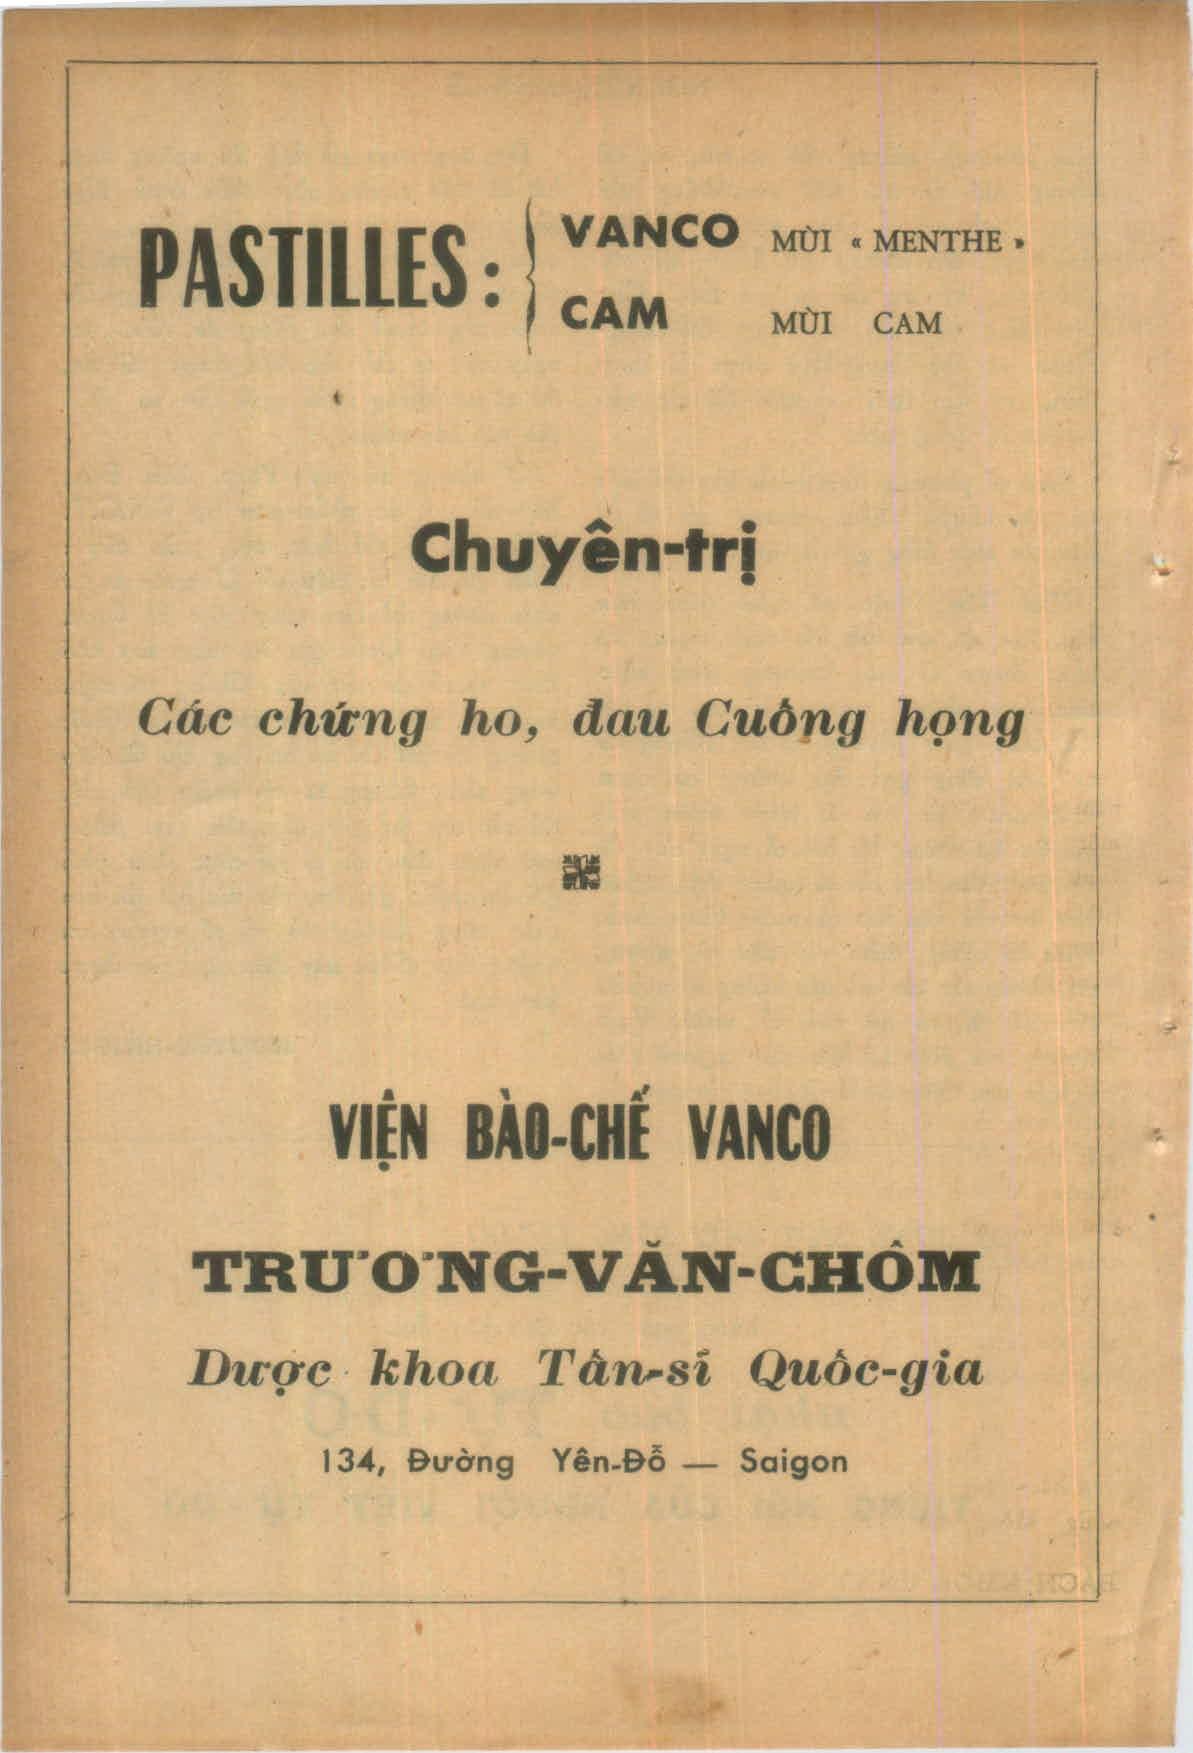 PASTILLES : { VANCO MÙI « MENTHE »
CAM MÙI CAM
Chuyên-trị
Các chứng ho, đau Cuống họng
VIỆN BÀO-CHẾ VANCO
TRƯƠNG-VĂN-CHÔM
Dược khoa Tấn-sĩ Quốc-gia
134, Đường Yên-Đỗ — Saigon